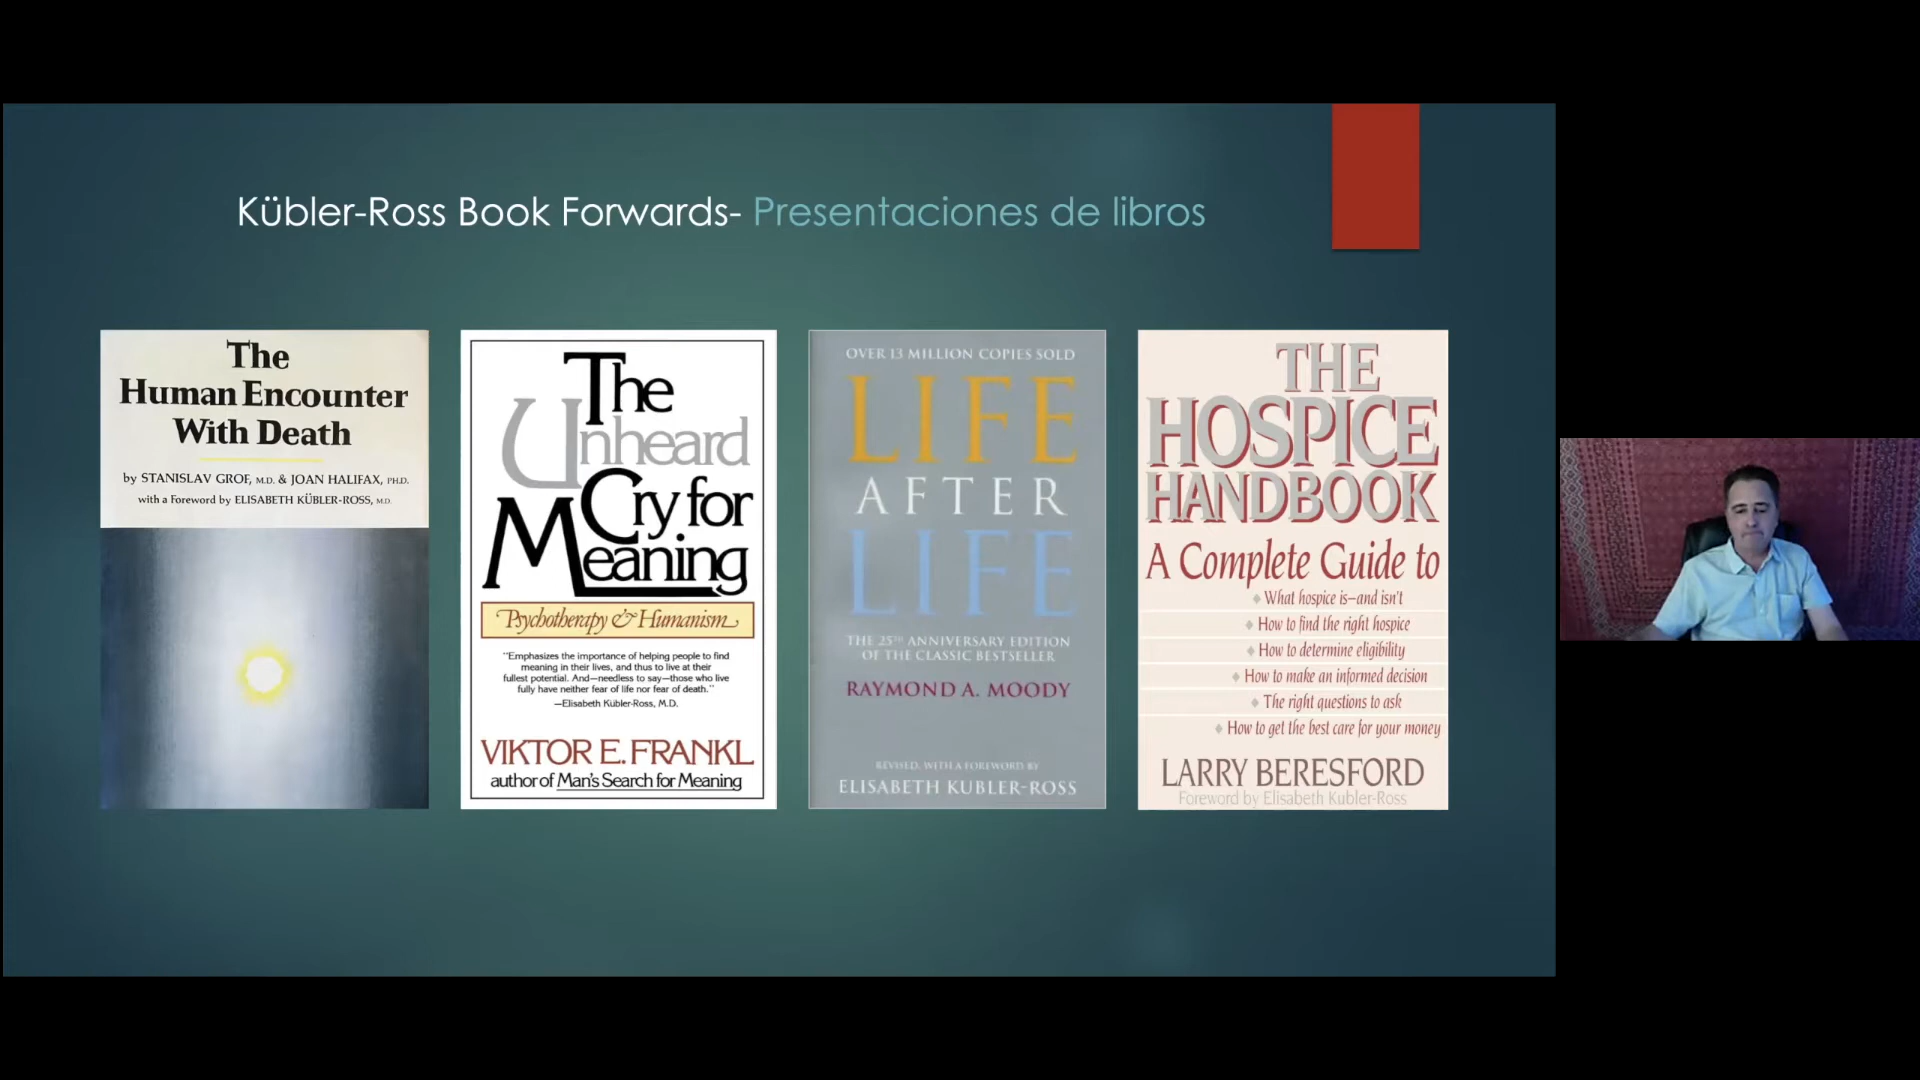 Kübler-Ross Book Forwards- Presentaciones de libros
The
Human Encounter
With Death
by STANISLAV GROF, M.D. & JOAN HALIFAX, PH.D.
with a Foreword by ELISABETH KÜBLER-ROSS, M.D.
The
Unheard
Cry for
Meaning
Psychotherapy & Humanism
"Emphasizes the importance of helping people to find
meaning in their lives, and thus to live at their
fullest potential. And—needless to say—those who live
fully have neither fear of life nor fear of death."
—Elisabeth Kübler-Ross, M.D.
VIKTOR E. FRANKL
author of Man's Search for Meaning
OVER 13 MILLION COPIES SOLD
LIFE
AFTER
LIFE
THE 25TH ANNIVERSARY EDITION
OF THE CLASSIC BESTSELLER
RAYMOND A. MOODY
REVISED, WITH A FOREWORD BY
ELISABETH KUBLER-ROSS
THE
HOSPICE
HANDBOOK
A Complete Guide to
◆ What hospice is—and isn't
◆ How to find the right hospice
◆ How to determine eligibility
◆ How to make an informed decision
◆ The right questions to ask
◆ How to get the best care for your money
LARRY BERESFORD
Foreword by Elisabeth Kubler-Ross